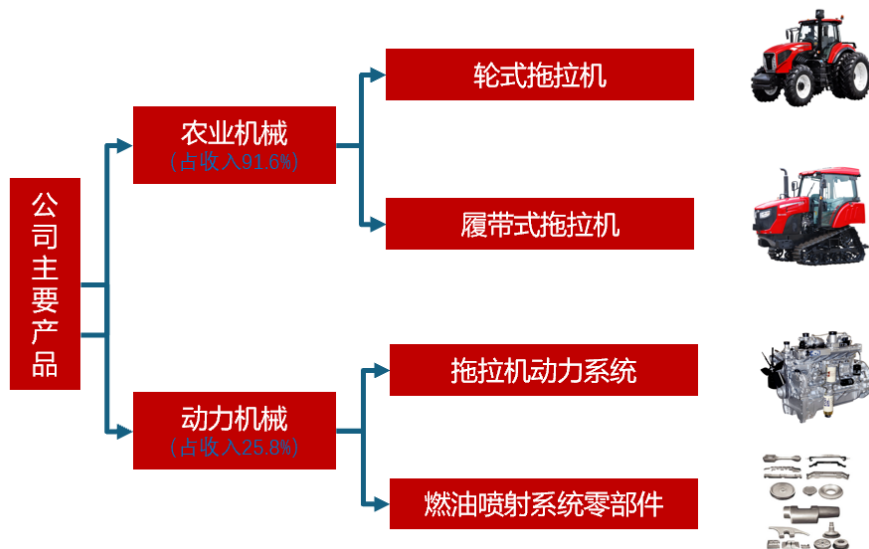 公司主要产品
农业机械
(占收入91.6%)
轮式拖拉机
履带式拖拉机
动力机械
(占收入25.8%)
拖拉机动力系统
燃油喷射系统零部件